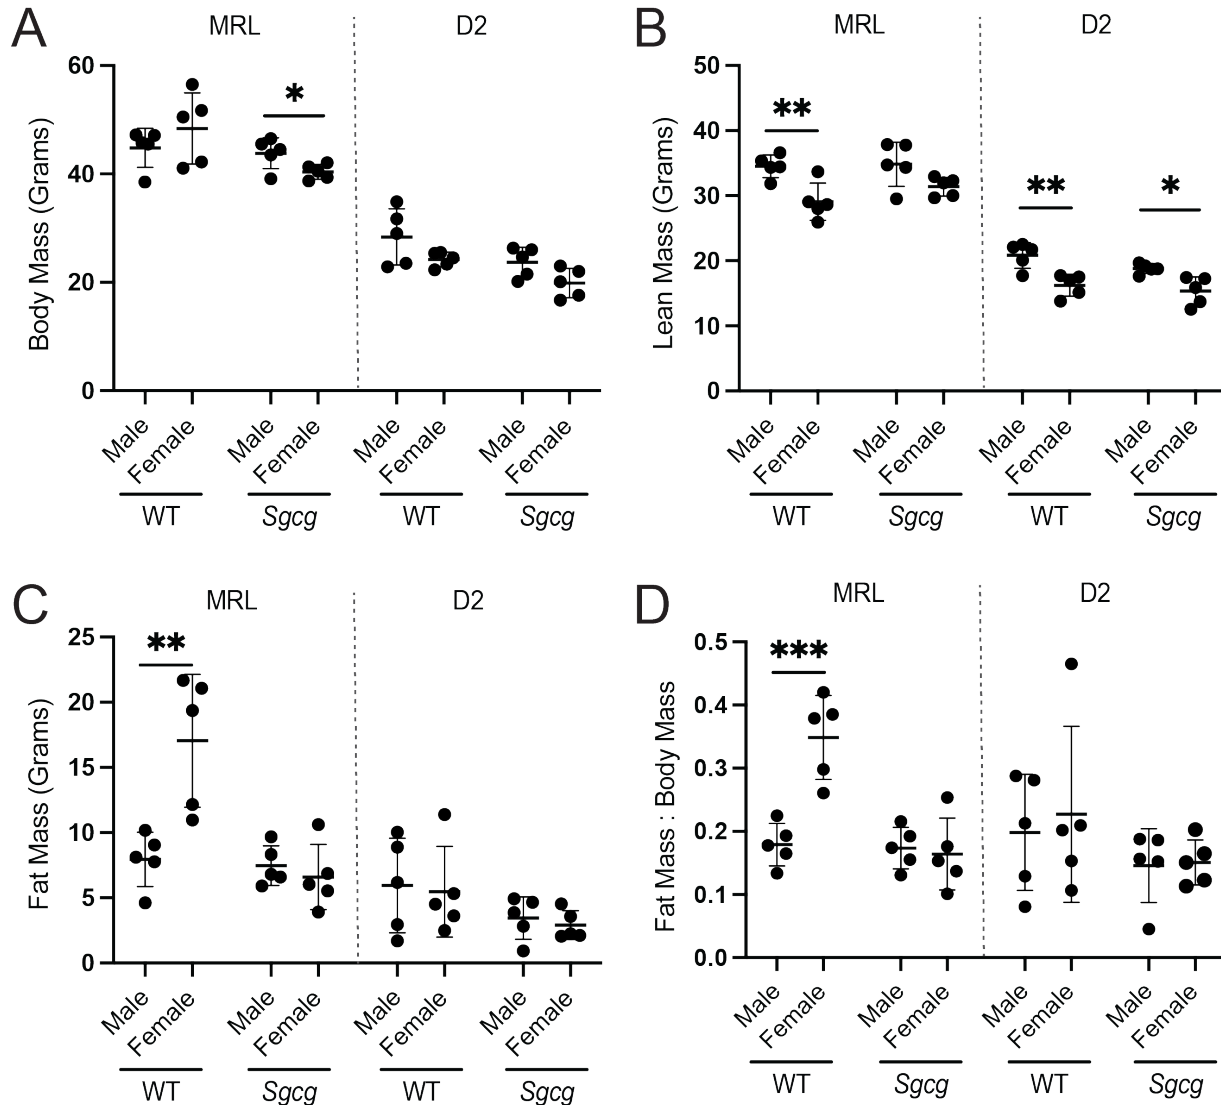 A
MRL
D2
Body Mass (Grams)
60
40
20
0
*
Male
Female
Male
Female
Male
Female
Male
Female
WT
Sgcg
WT
Sgcg
B
MRL
D2
Lean Mass (Grams)
50
40
30
20
10
0
**
**
*
Male
Female
Male
Female
Male
Female
Male
Female
WT
Sgcg
WT
Sgcg
C
MRL
D2
Fat Mass (Grams)
25
20
15
10
5
0
**
Male
Female
Male
Female
Male
Female
Male
Female
WT
Sgcg
WT
Sgcg
D
MRL
D2
Fat Mass : Body Mass
0.5
0.4
0.3
0.2
0.1
0.0
***
Male
Female
Male
Female
Male
Female
Male
Female
WT
Sgcg
WT
Sgcg